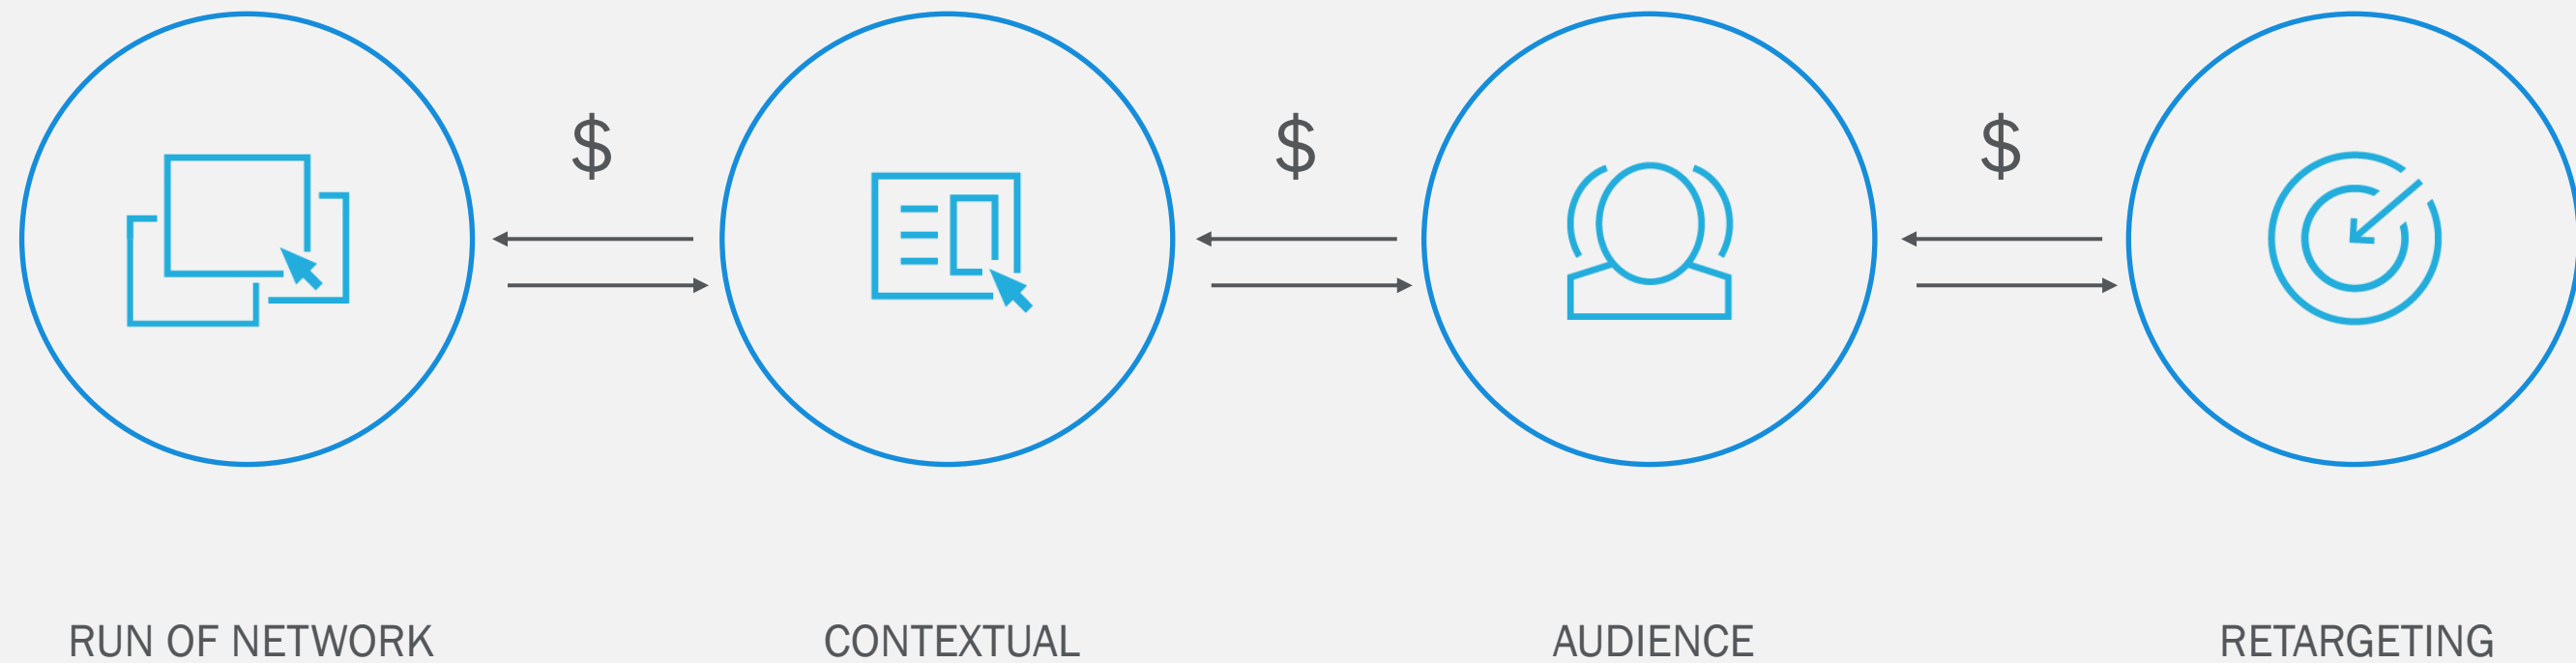 $ $ $
RUN OF NETWORK CONTEXTUAL AUDIENCE RETARGETING